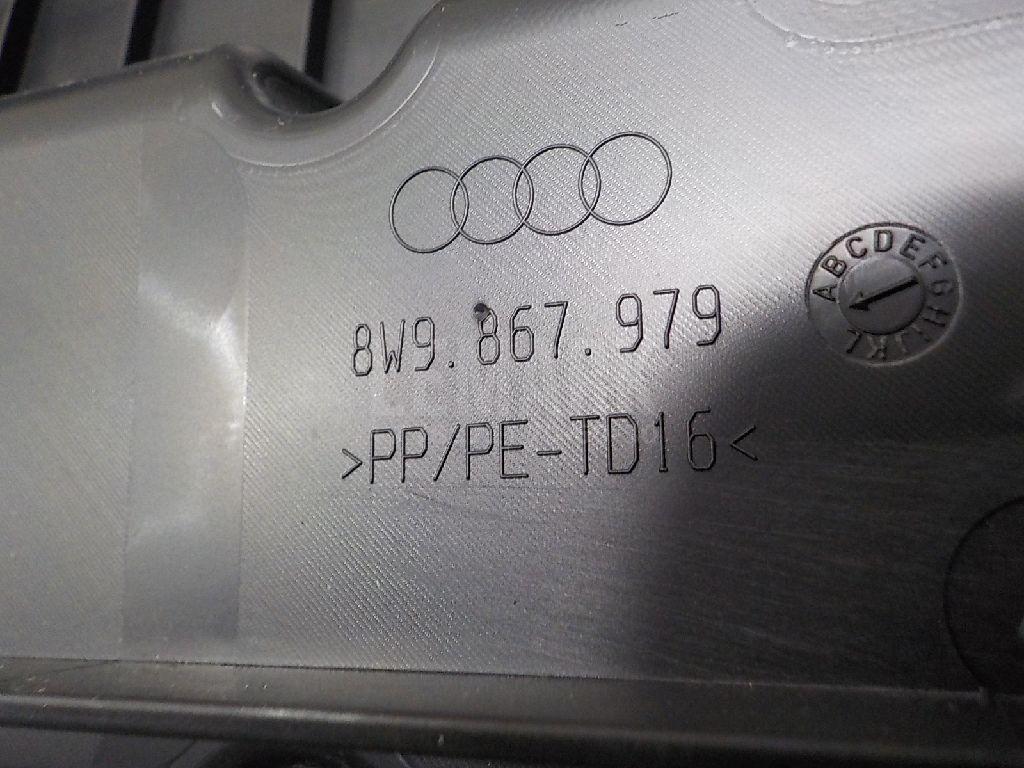 8W9.867.979
>PP/PE-TD16<
ABCDEFGHIJKL